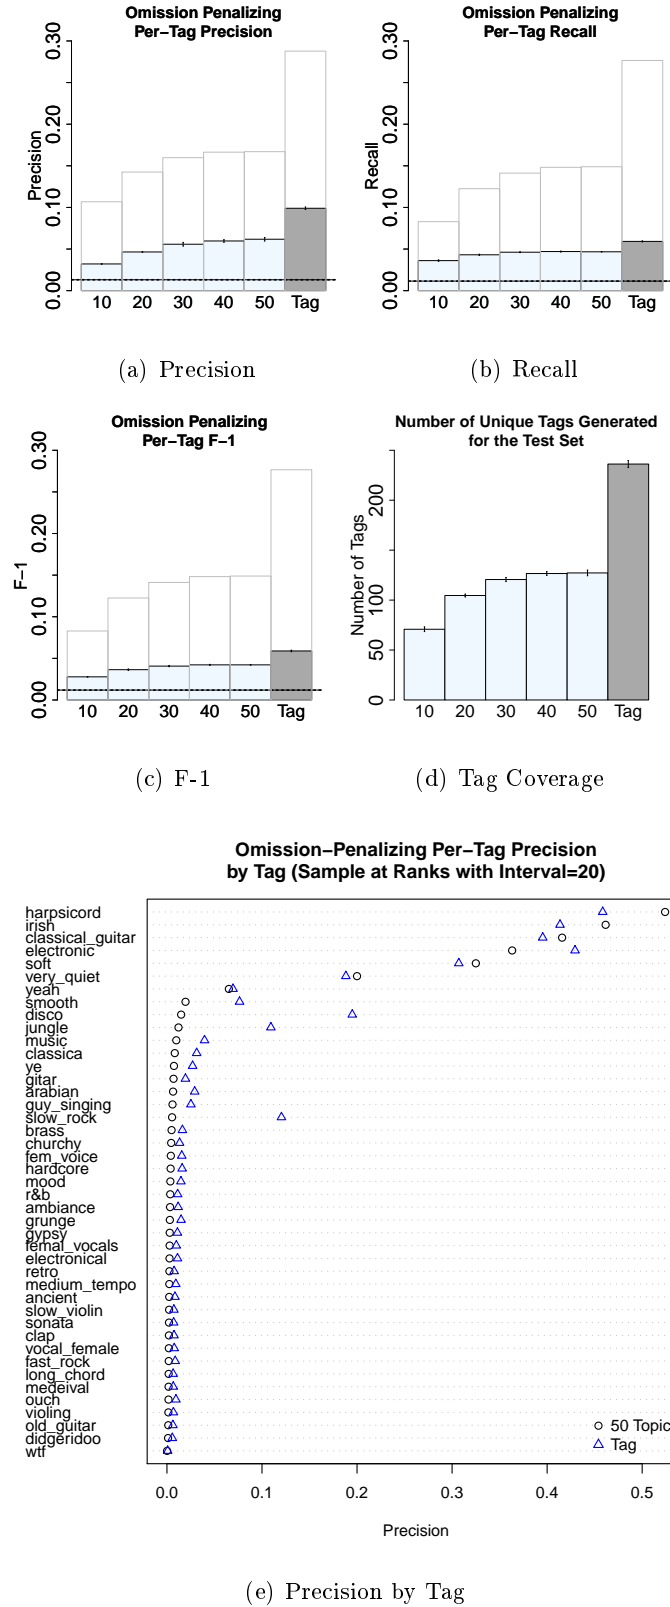 Omission Penalizing
Per−Tag Precision
Precision
0.00 0.10 0.20 0.30
10 20 30 40 50 Tag
(a) Precision
Omission Penalizing
Per−Tag Recall
Recall
0.00 0.10 0.20 0.30
10 20 30 40 50 Tag
(b) Recall
Omission Penalizing
Per−Tag F−1
F−1
0.00 0.10 0.20 0.30
10 20 30 40 50 Tag
(c) F-1
Number of Unique Tags Generated
for the Test Set
Number of Tags
0 50 100 200
10 20 30 40 50 Tag
(d) Tag Coverage
Omission−Penalizing Per−Tag Precision
by Tag (Sample at Ranks with Interval=20)
harpsicord
irish
classical_guitar
electronic
soft
very_quiet
yeah
smooth
disco
jungle
music
classica
ye
gitar
arabian
guy_singing
slow_rock
brass
churchy
fem_voice
hardcore
mood
r&b
ambiance
grunge
gypsy
femal_vocals
electronical
retro
medium_tempo
ancient
slow_violin
sonata
clap
vocal_female
fast_rock
long_chord
medeival
ouch
violing
old_guitar
didgeridoo
wtf
50 Topic
Tag
0.0 0.1 0.2 0.3 0.4 0.5
Precision
(e) Precision by Tag